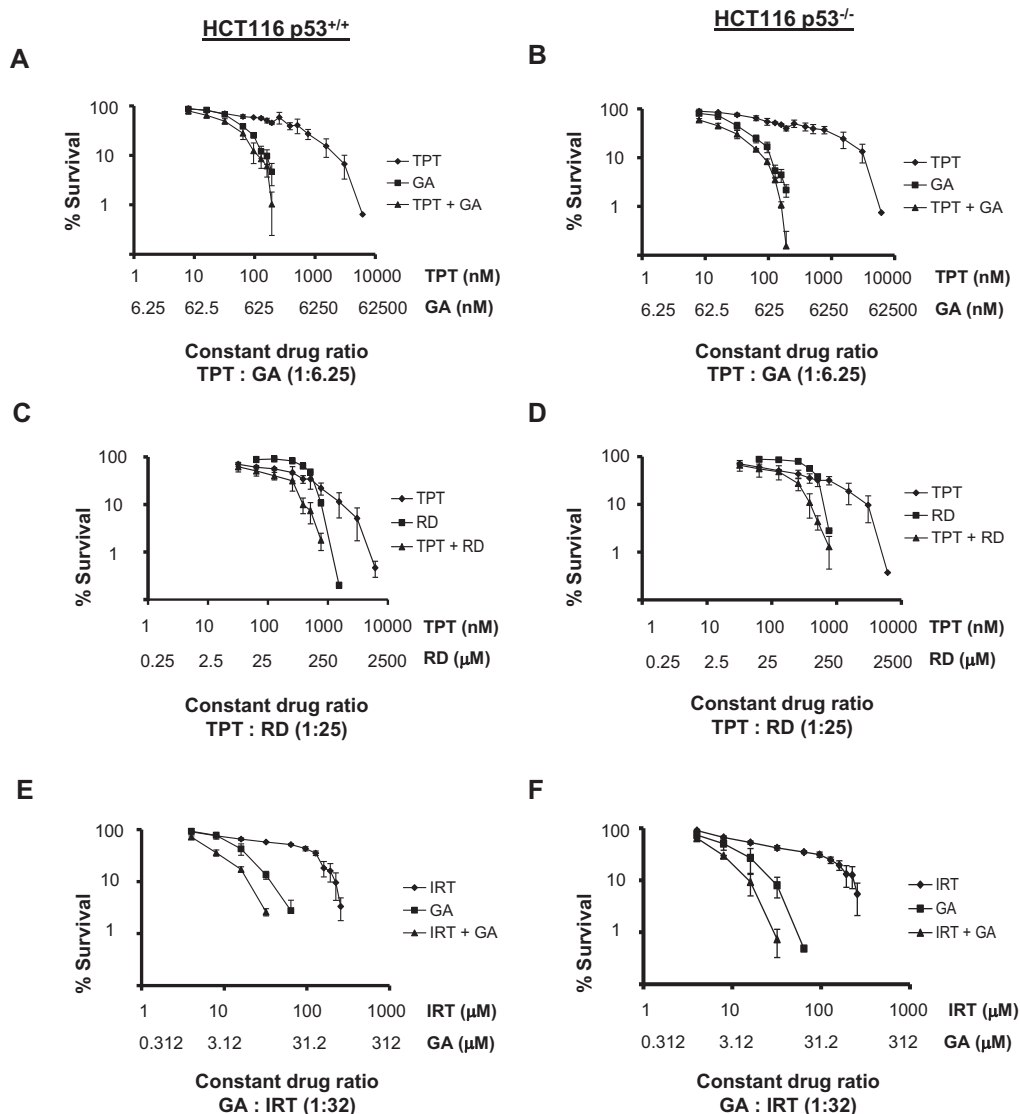 HCT116 p53+/+
HCT116 p53-/-
A
% Survival
100
10
1
TPT
GA
TPT + GA
1 10 100 1000 10000 TPT (nM)
6.25 62.5 625 6250 62500 GA (nM)
Constant drug ratio
TPT : GA (1:6.25)
B
% Survival
100
10
1
TPT
GA
TPT + GA
1 10 100 1000 10000 TPT (nM)
6.25 62.5 625 6250 62500 GA (nM)
Constant drug ratio
TPT : GA (1:6.25)
C
% Survival
100
10
1
TPT
RD
TPT + RD
1 10 100 1000 10000 TPT (nM)
0.25 2.5 25 250 2500 RD (µM)
Constant drug ratio
TPT : RD (1:25)
D
% Survival
100
10
1
TPT
RD
TPT + RD
1 10 100 1000 10000 TPT (nM)
0.25 2.5 25 250 2500 RD (µM)
Constant drug ratio
TPT : RD (1:25)
E
% Survival
100
10
1
IRT
GA
IRT + GA
1 10 100 1000 IRT (µM)
0.312 3.12 31.2 312 GA (µM)
Constant drug ratio
GA : IRT (1:32)
F
% Survival
100
10
1
IRT
GA
IRT + GA
1 10 100 1000 IRT (µM)
0.312 3.12 31.2 312 GA (µM)
Constant drug ratio
GA : IRT (1:32)